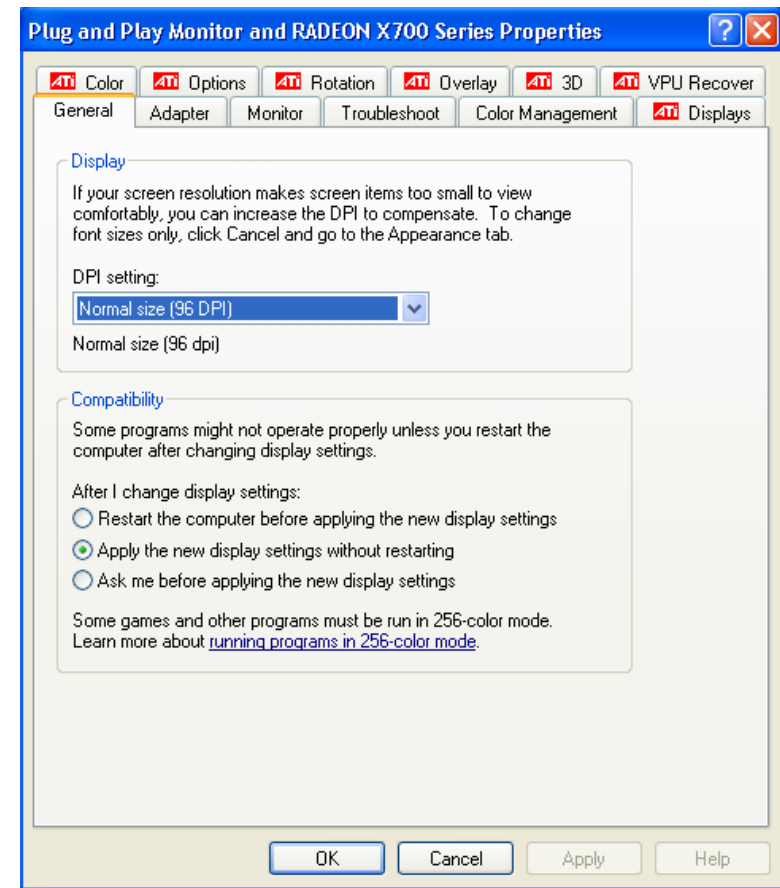 Plug and Play Monitor and RADEON X700 Series Properties
ATI Color ATI Options ATI Rotation ATI Overlay ATI 3D ATI VPU Recover
General Adapter Monitor Troubleshoot Color Management ATI Displays
Display
If your screen resolution makes screen items too small to view
comfortably, you can increase the DPI to compensate. To change
font sizes only, click Cancel and go to the Appearance tab.
DPI setting:
Normal size (96 DPI)
Normal size (96 dpi)
Compatibility
Some programs might not operate properly unless you restart the
computer after changing display settings.
After I change display settings:
Restart the computer before applying the new display settings
Apply the new display settings without restarting
Ask me before applying the new display settings
Some games and other programs must be run in 256-color mode.
Learn more about running programs in 256-color mode.
OK Cancel Apply Help